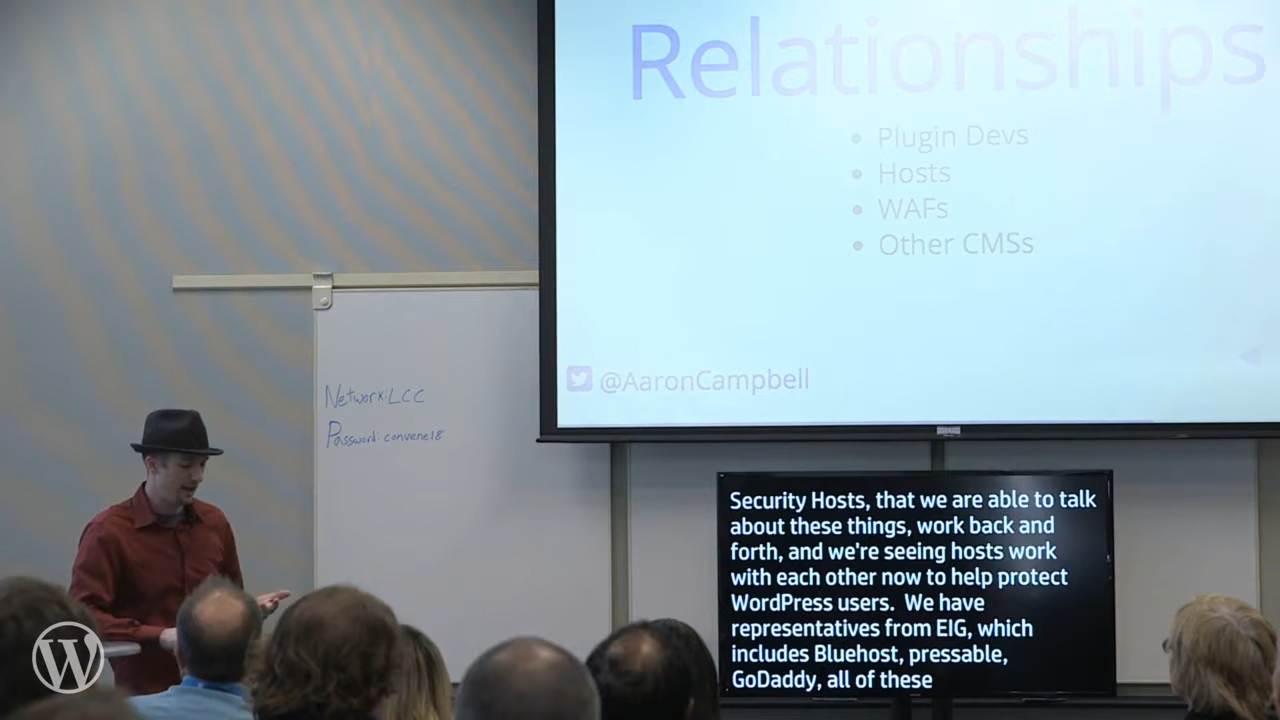 Relationships
• Plugin Devs
• Hosts
• WAFs
• Other CMSs
@AaronCampbell
Network: LCC
Password: convene18
Security Hosts, that we are able to talk
about these things, work back and
forth, and we're seeing hosts work
with each other now to help protect
WordPress users. We have
representatives from EIG, which
includes Bluehost, pressable,
GoDaddy, all of these